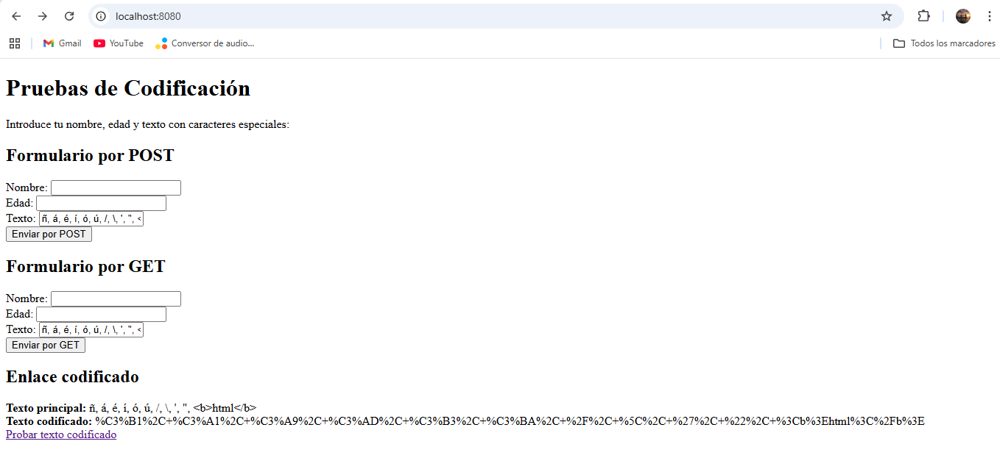 localhost:8080
Gmail YouTube Conversor de audio... Todos los marcadores
Pruebas de Codificación
Introduce tu nombre, edad y texto con caracteres especiales:
Formulario por POST
Nombre:
Edad:
Texto: ñ, á, é, í, ó, ú, /, \, ', ", <
Enviar por POST
Formulario por GET
Nombre:
Edad:
Texto: ñ, á, é, í, ó, ú, /, \, ', ", <
Enviar por GET
Enlace codificado
Texto principal: ñ, á, é, í, ó, ú, /, \, ', ", <b>html</b>
Texto codificado: %C3%B1%2C+%C3%A1%2C+%C3%A9%2C+%C3%AD%2C+%C3%B3%2C+%C3%BA%2C+%2F%2C+%5C%2C+%27%2C+%22%2C+%3Cb%3Ehtml%3C%2Fb%3E
Probar texto codificado